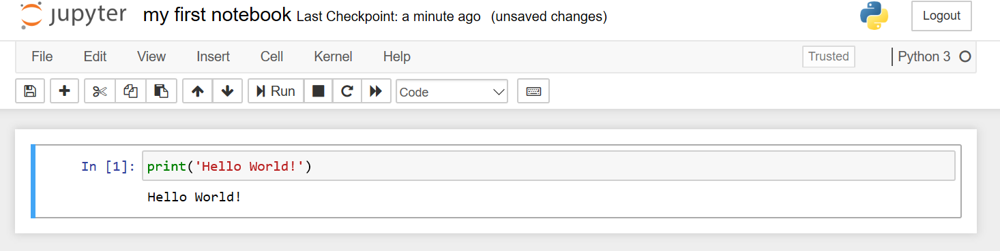 jupyter my first notebook Last Checkpoint: a minute ago (unsaved changes) Logout
File Edit View Insert Cell Kernel Help Trusted Python 3
Run Code
In [1]: print('Hello World!')
Hello World!